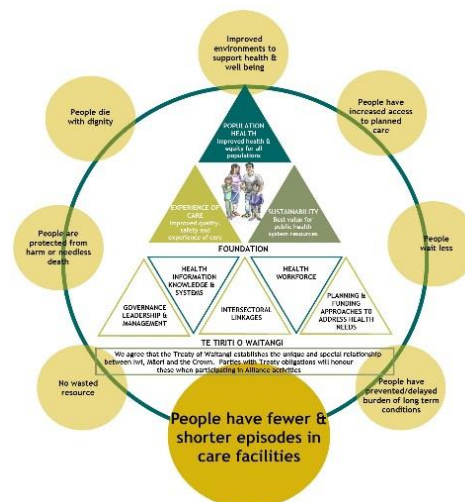 Improved
environments to
support health &
well being
People die
with dignity
People have
increased access
to planned
care
POPULATION
HEALTH
Improved health &
equity for all
populations
EXPERIENCE OF
CARE
Improved quality,
safety and
experience of care
SUSTAINABILITY
Best value for
public health
system resources
People are
protected from
harm or needless
death
People
wait less
FOUNDATION
HEALTH
INFORMATION
KNOWLEDGE &
SYSTEMS
HEALTH
WORKFORCE
GOVERNANCE
LEADERSHIP &
MANAGEMENT
INTERSECTORAL
LINKAGES
PLANNING &
FUNDING
APPROACHES TO
ADDRESS HEALTH
NEEDS
TE TIRITI O WAITANGI
We agree that the Treaty of Waitangi establishes the unique and special relationship
between Iwi, Māori and the Crown. Parties with Treaty obligations will honour
these when participating in Alliance activities
No wasted
resource
People have
prevented/delayed
burden of long term
conditions
People have fewer &
shorter episodes in
care facilities